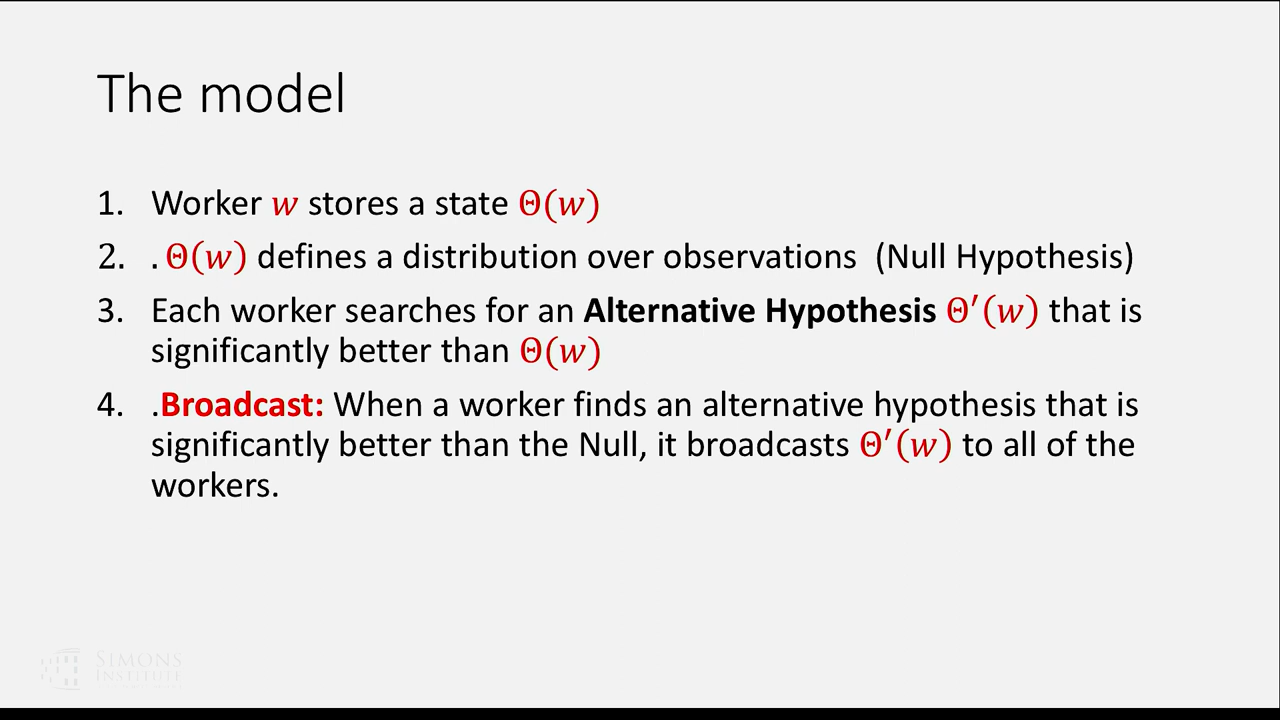 The model
1. Worker w stores a state Θ(w)
2. . Θ(w) defines a distribution over observations (Null Hypothesis)
3. Each worker searches for an Alternative Hypothesis Θ′(w) that is
significantly better than Θ(w)
4. .Broadcast: When a worker finds an alternative hypothesis that is
significantly better than the Null, it broadcasts Θ′(w) to all of the
workers.
SIMONS
INSTITUTE